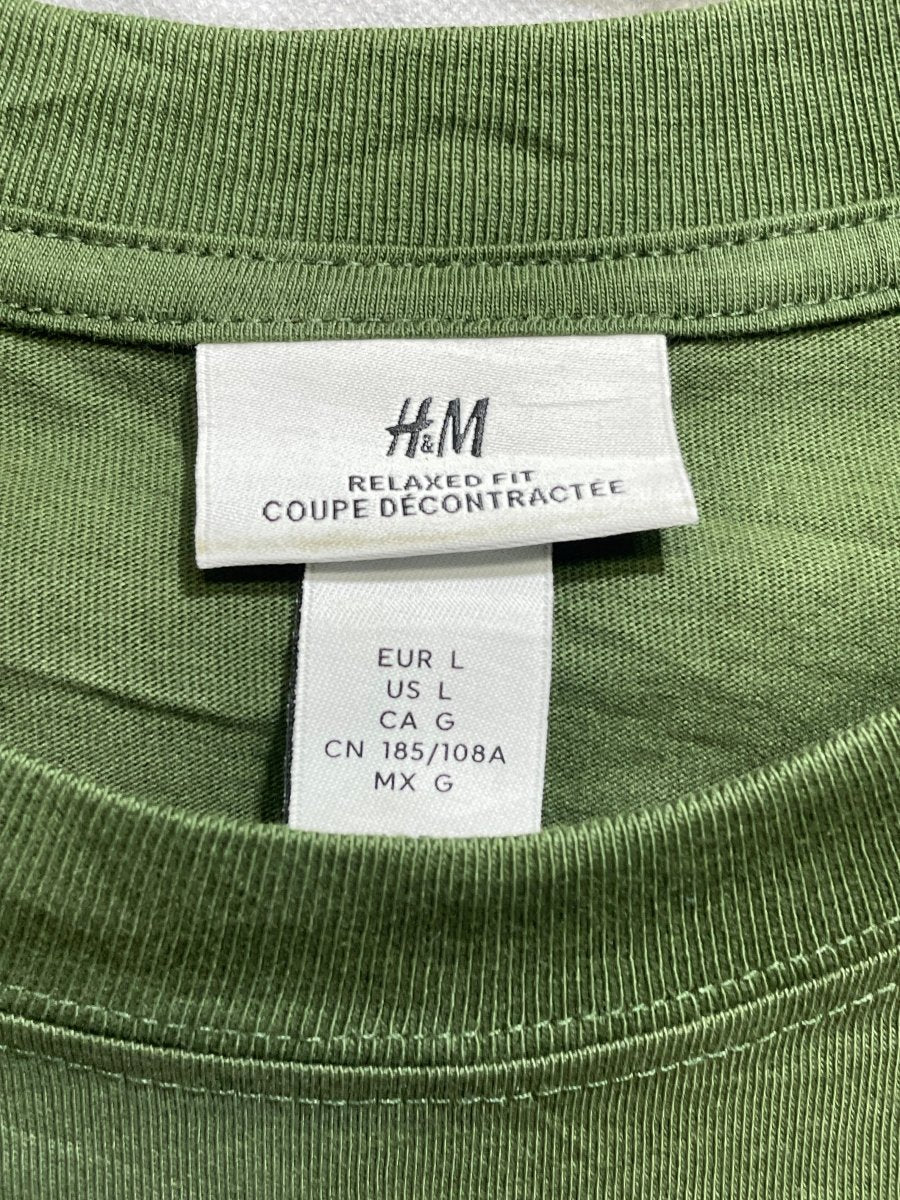 H&M
RELAXED FIT
COUPE DÉCONTRACTÉE
EUR L
US L
CA G
CN 185/108A
MX G